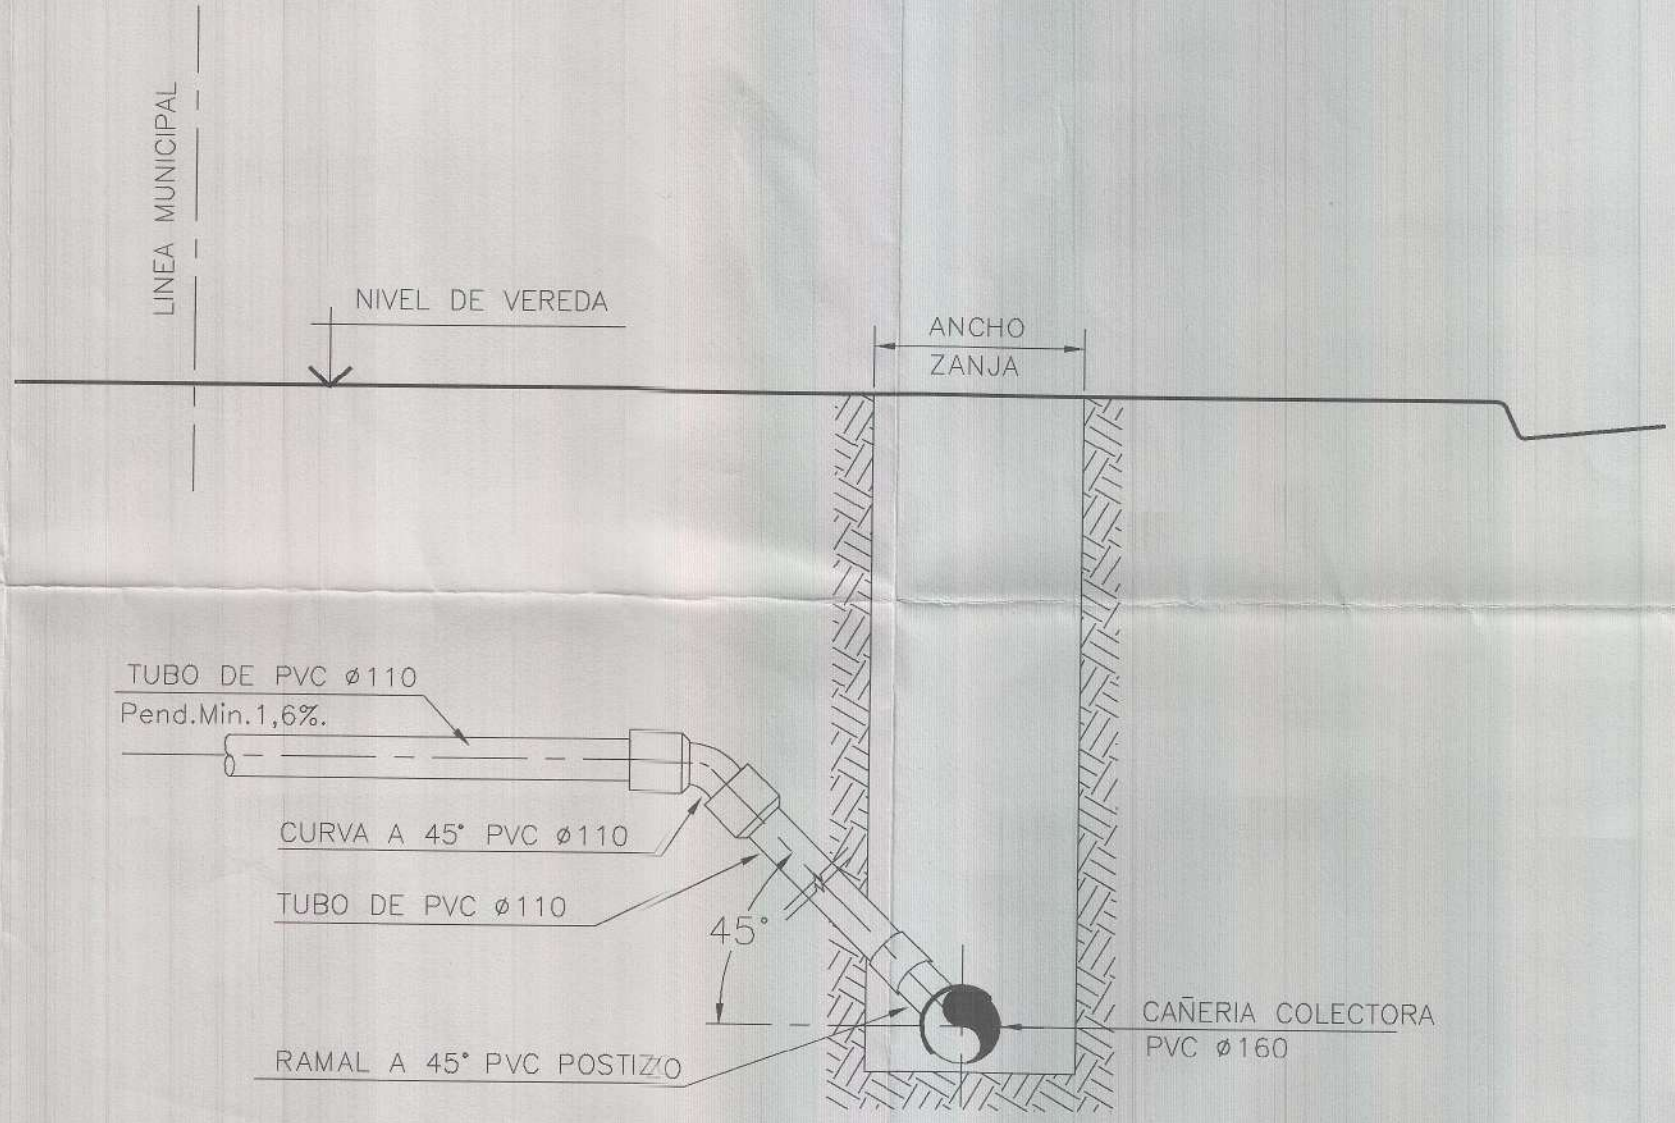 LINEA MUNICIPAL
NIVEL DE VEREDA
ANCHO
ZANJA
TUBO DE PVC ø110
Pend.Min.1,6%.
CURVA A 45° PVC ø110
TUBO DE PVC ø110
45°
RAMAL A 45° PVC POSTIZZO
CAÑERIA COLECTORA
PVC ø160